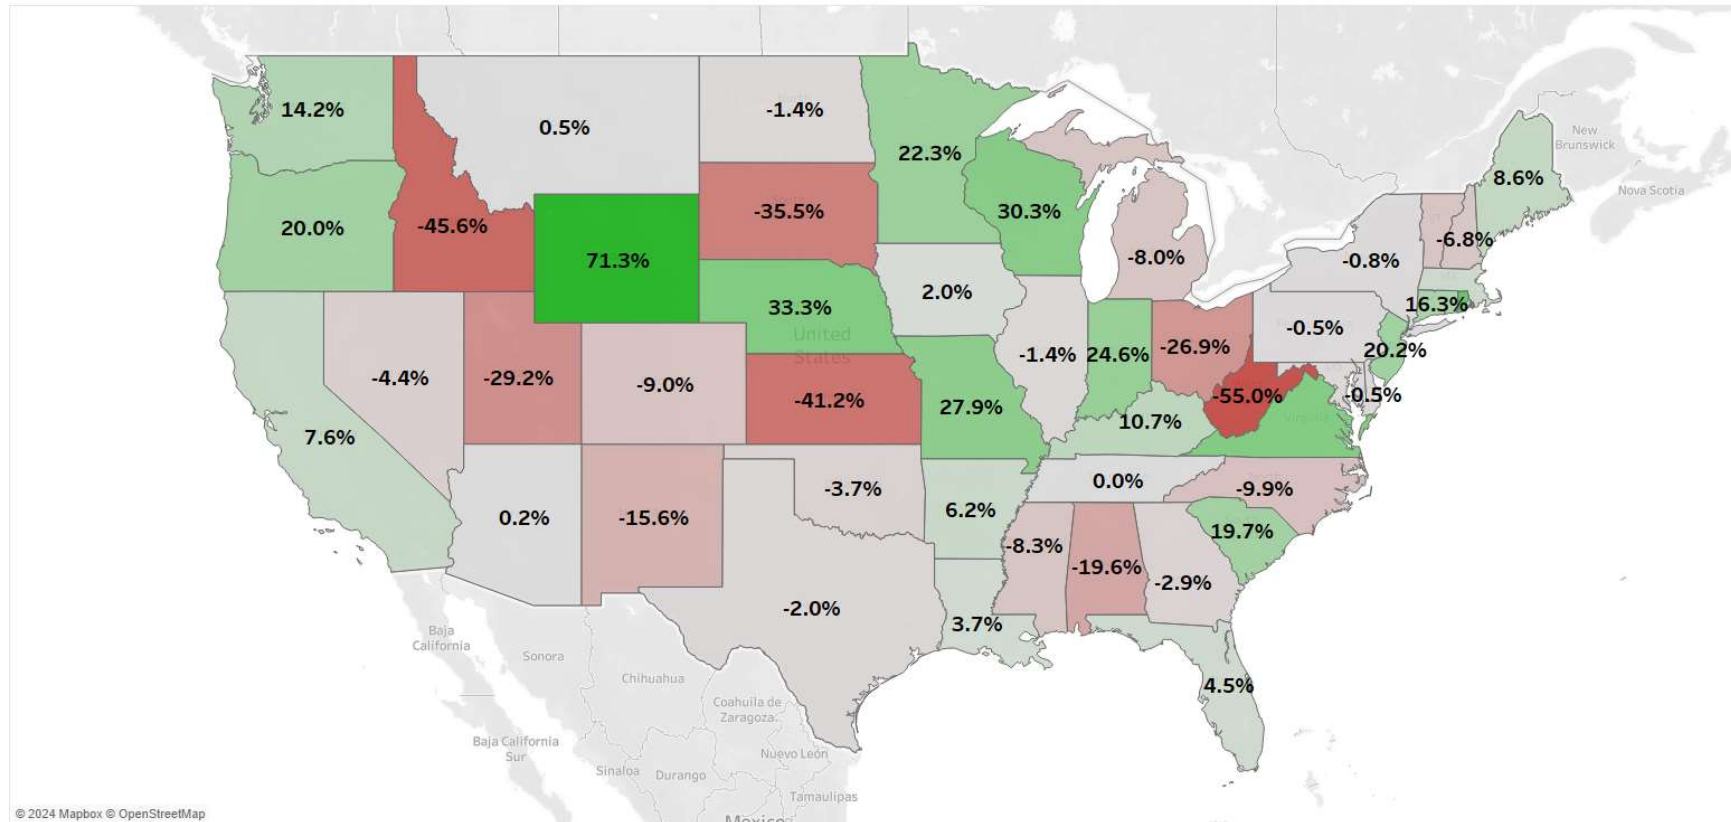 New
Brunswick
Nova Scotia
14.2%
0.5%
-1.4%
22.3%
8.6%
20.0%
-45.6%
71.3%
-35.5%
30.3%
-8.0%
-6.8%
-0.8%
2.0%
33.3%
United
States
16.3%
-0.5%
20.2%
-4.4%
-29.2%
-9.0%
-41.2%
27.9%
-1.4%
24.6%
-26.9%
-55.0%
-0.5%
10.7%
Virginia
7.6%
0.2%
-15.6%
-3.7%
6.2%
0.0%
-9.9%
19.7%
-8.3%
-19.6%
-2.9%
-2.0%
3.7%
4.5%
Baja
California
Sonora
Chihuahua
Coahuila de
Zaragoza
Baja California
Sur
Nuevo León
Sinaloa
Durango
Tamaulipas
Mexico
© 2024 Mapbox © OpenStreetMap